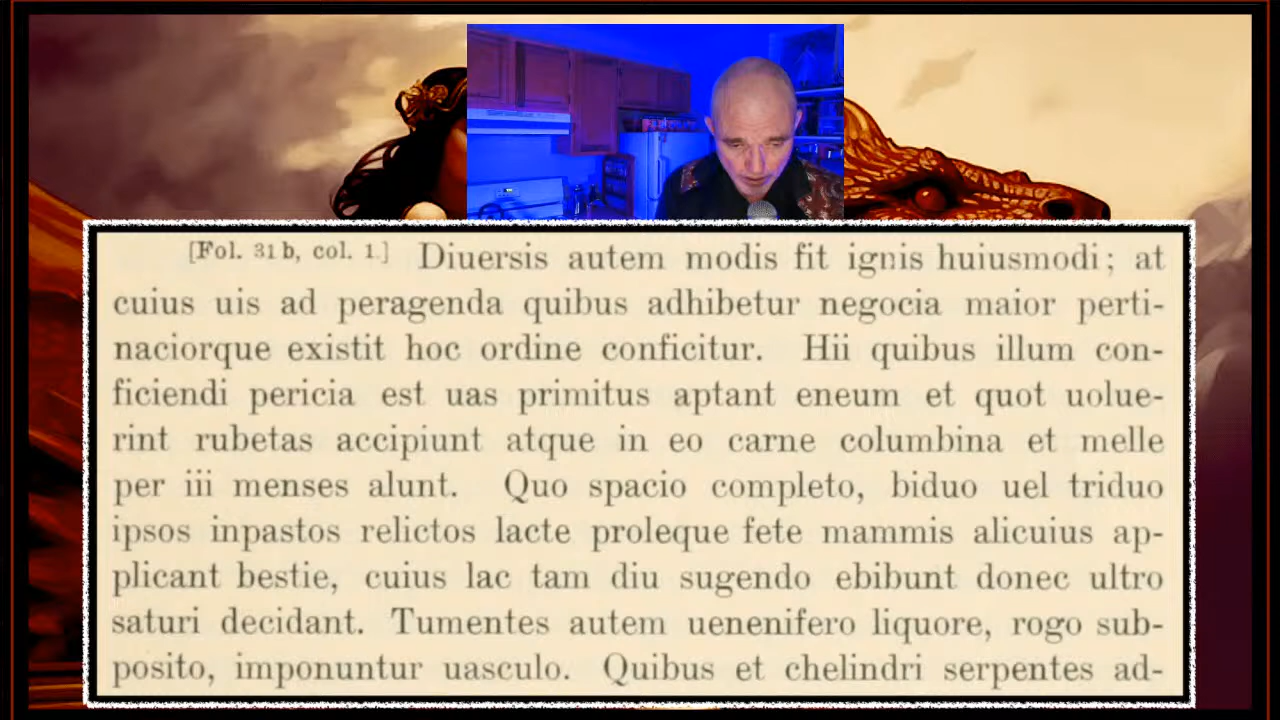 [Fol. 31 b, col. 1.] Diuersis autem modis fit ignis huiusmodi; at
cuius uis ad peragenda quibus adhibetur negocia maior perti-
naciorque existit hoc ordine conficitur. Hii quibus illum con-
ficiendi pericia est uas primitus aptant eneum et quot uolue-
rint rubetas accipiunt atque in eo carne columbina et melle
per iii menses alunt. Quo spacio completo, biduo uel triduo
ipsos inpastos relictos lacte proleque fete mammis alicuius ap-
plicant bestie, cuius lac tam diu sugendo ebibunt donec ultro
saturi decidant. Tumentes autem uenenifero liquore, rogo sub-
posito, imponuntur uasculo. Quibus et chelindri serpentes ad-